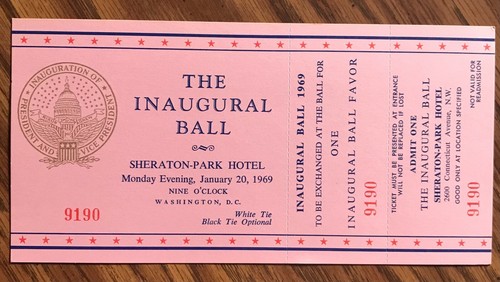 INAUGURATION OF
PRESIDENT AND VICE PRESIDENT
THE
INAUGURAL
BALL
SHERATON-PARK HOTEL
Monday Evening, January 20, 1969
NINE O'CLOCK
WASHINGTON, D.C.
White Tie
Black Tie Optional
9190
INAUGURAL BALL 1969
TO BE EXCHANGED AT THE BALL FOR
ONE
INAUGURAL BALL FAVOR
9190
TICKET MUST BE PRESENTED AT ENTRANCE
WILL NOT BE REPLACED IF LOST
ADMIT ONE
THE INAUGURAL BALL
SHERATON-PARK HOTEL
2660 Connecticut Avenue, N.W.
GOOD ONLY AT LOCATION SPECIFIED
NOT VALID FOR
READMISSION
9190